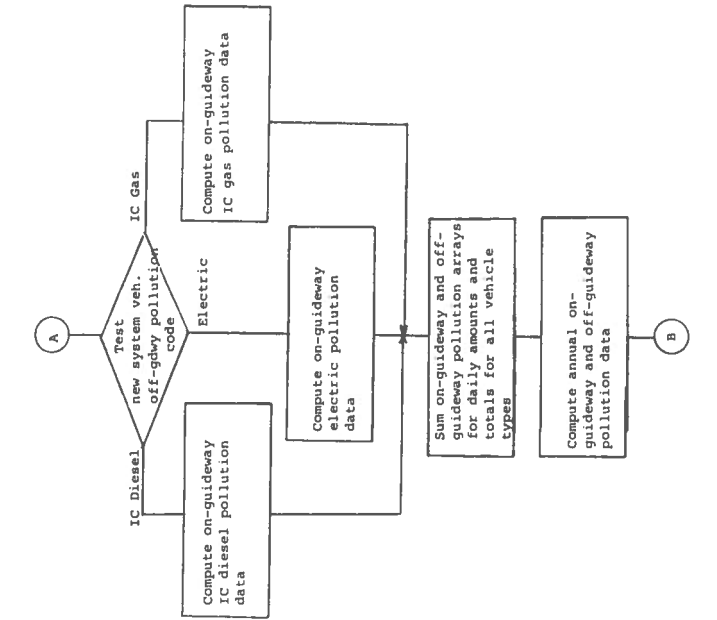 A
Test
new system veh.
off-gdwy pollution
code
IC Diesel
Electric
IC Gas
Compute on-guideway
IC diesel pollution
data
Compute on-guideway
electric pollution
data
Compute on-guideway
IC gas pollution data
Sum on-guideway and off-
guideway pollution arrays
for daily amounts and
totals for all vehicle
types
Compute annual on-
guideway and off-guideway
pollution data
B